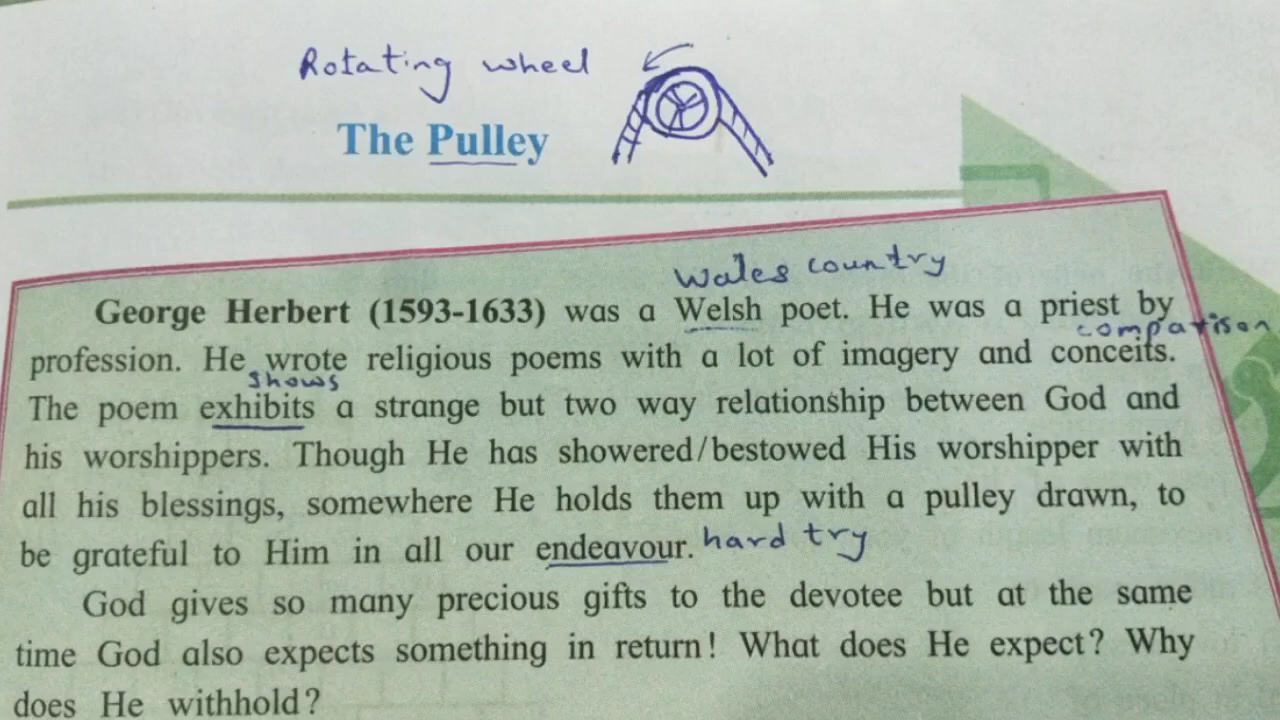 Rotating wheel
The Pulley
Wales country
George Herbert (1593-1633) was a Welsh poet. He was a priest by
comparison
profession. He wrote religious poems with a lot of imagery and conceits.
shows
The poem exhibits a strange but two way relationship between God and
his worshippers. Though He has showered/bestowed His worshipper with
all his blessings, somewhere He holds them up with a pulley drawn, to
be grateful to Him in all our endeavour. hard try
God gives so many precious gifts to the devotee but at the same
time God also expects something in return! What does He expect? Why
does He withhold?